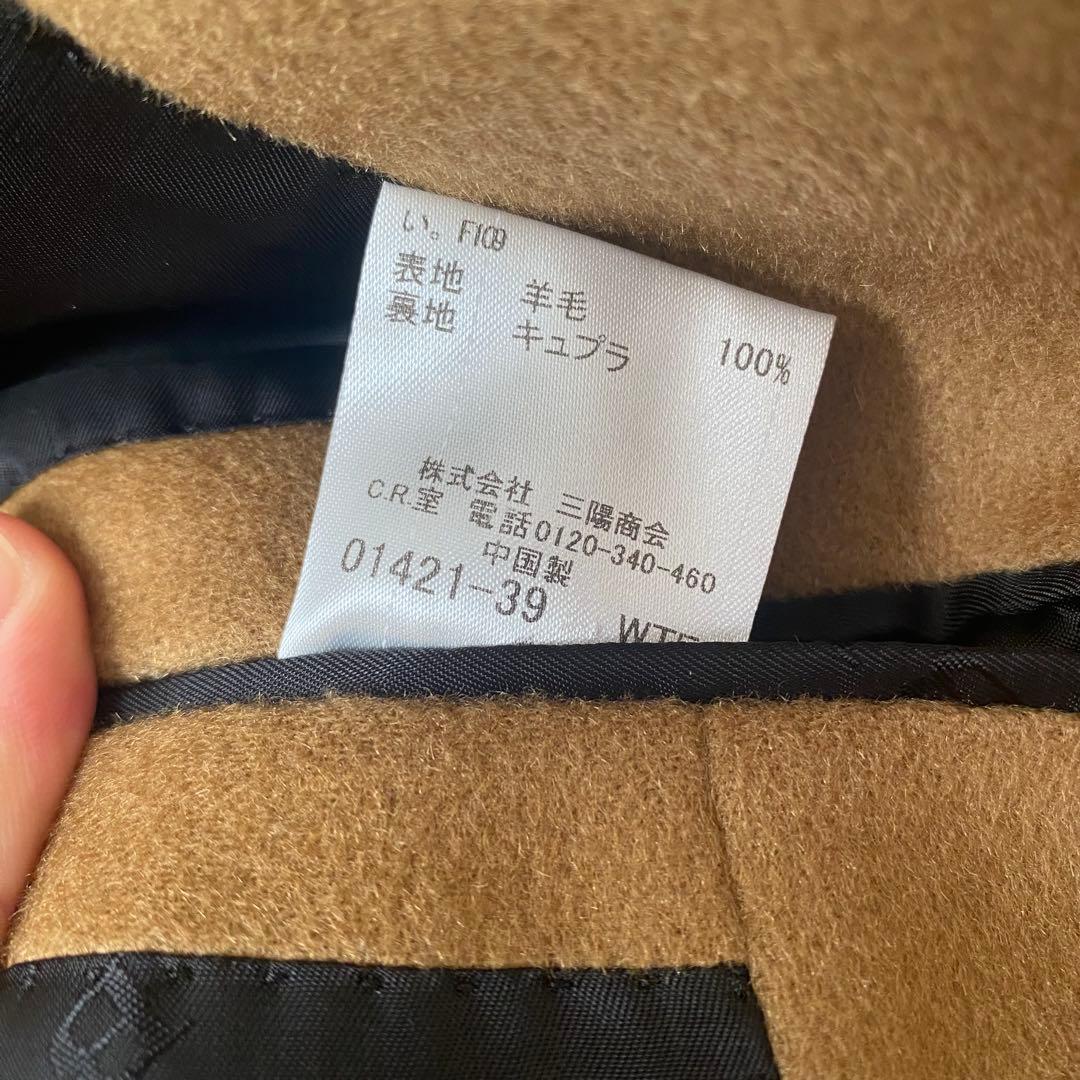 い。F109
表地 羊毛 100%
裏地 キュプラ
株式会社 三陽商会
C.R.室 電話0120-340-460
中国製
01421-39